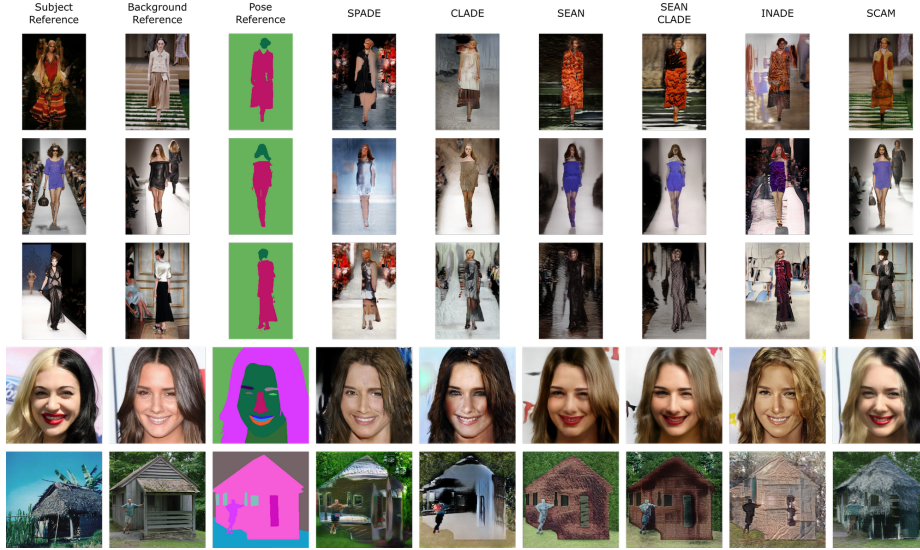 Subject
Reference
Background
Reference
Pose
Reference
SPADE
CLADE
SEAN
SEAN
CLADE
INADE
SCAM